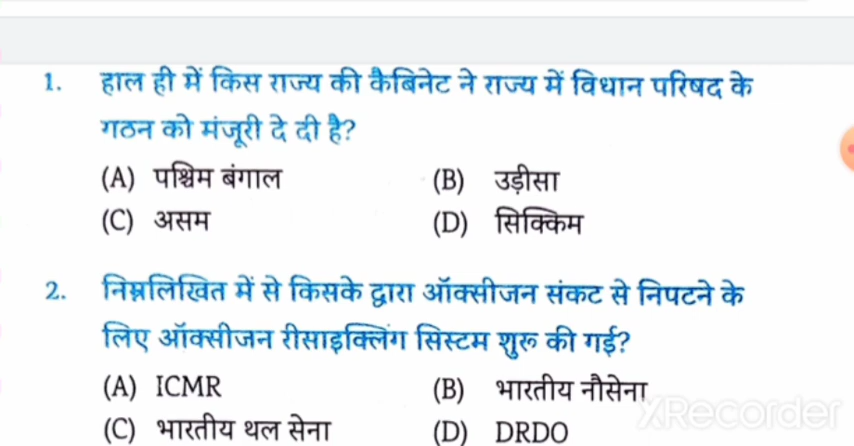 1. हाल ही में किस राज्य की कैबिनेट ने राज्य में विधान परिषद के
गठन को मंजूरी दे दी है?
(A) पश्चिम बंगाल (B) उड़ीसा
(C) असम (D) सिक्किम
2. निम्नलिखित में से किसके द्वारा ऑक्सीजन संकट से निपटने के
लिए ऑक्सीजन रीसाइक्लिंग सिस्टम शुरू की गई?
(A) ICMR (B) भारतीय नौसेना
(C) भारतीय थल सेना (D) DRDO
XRecorder